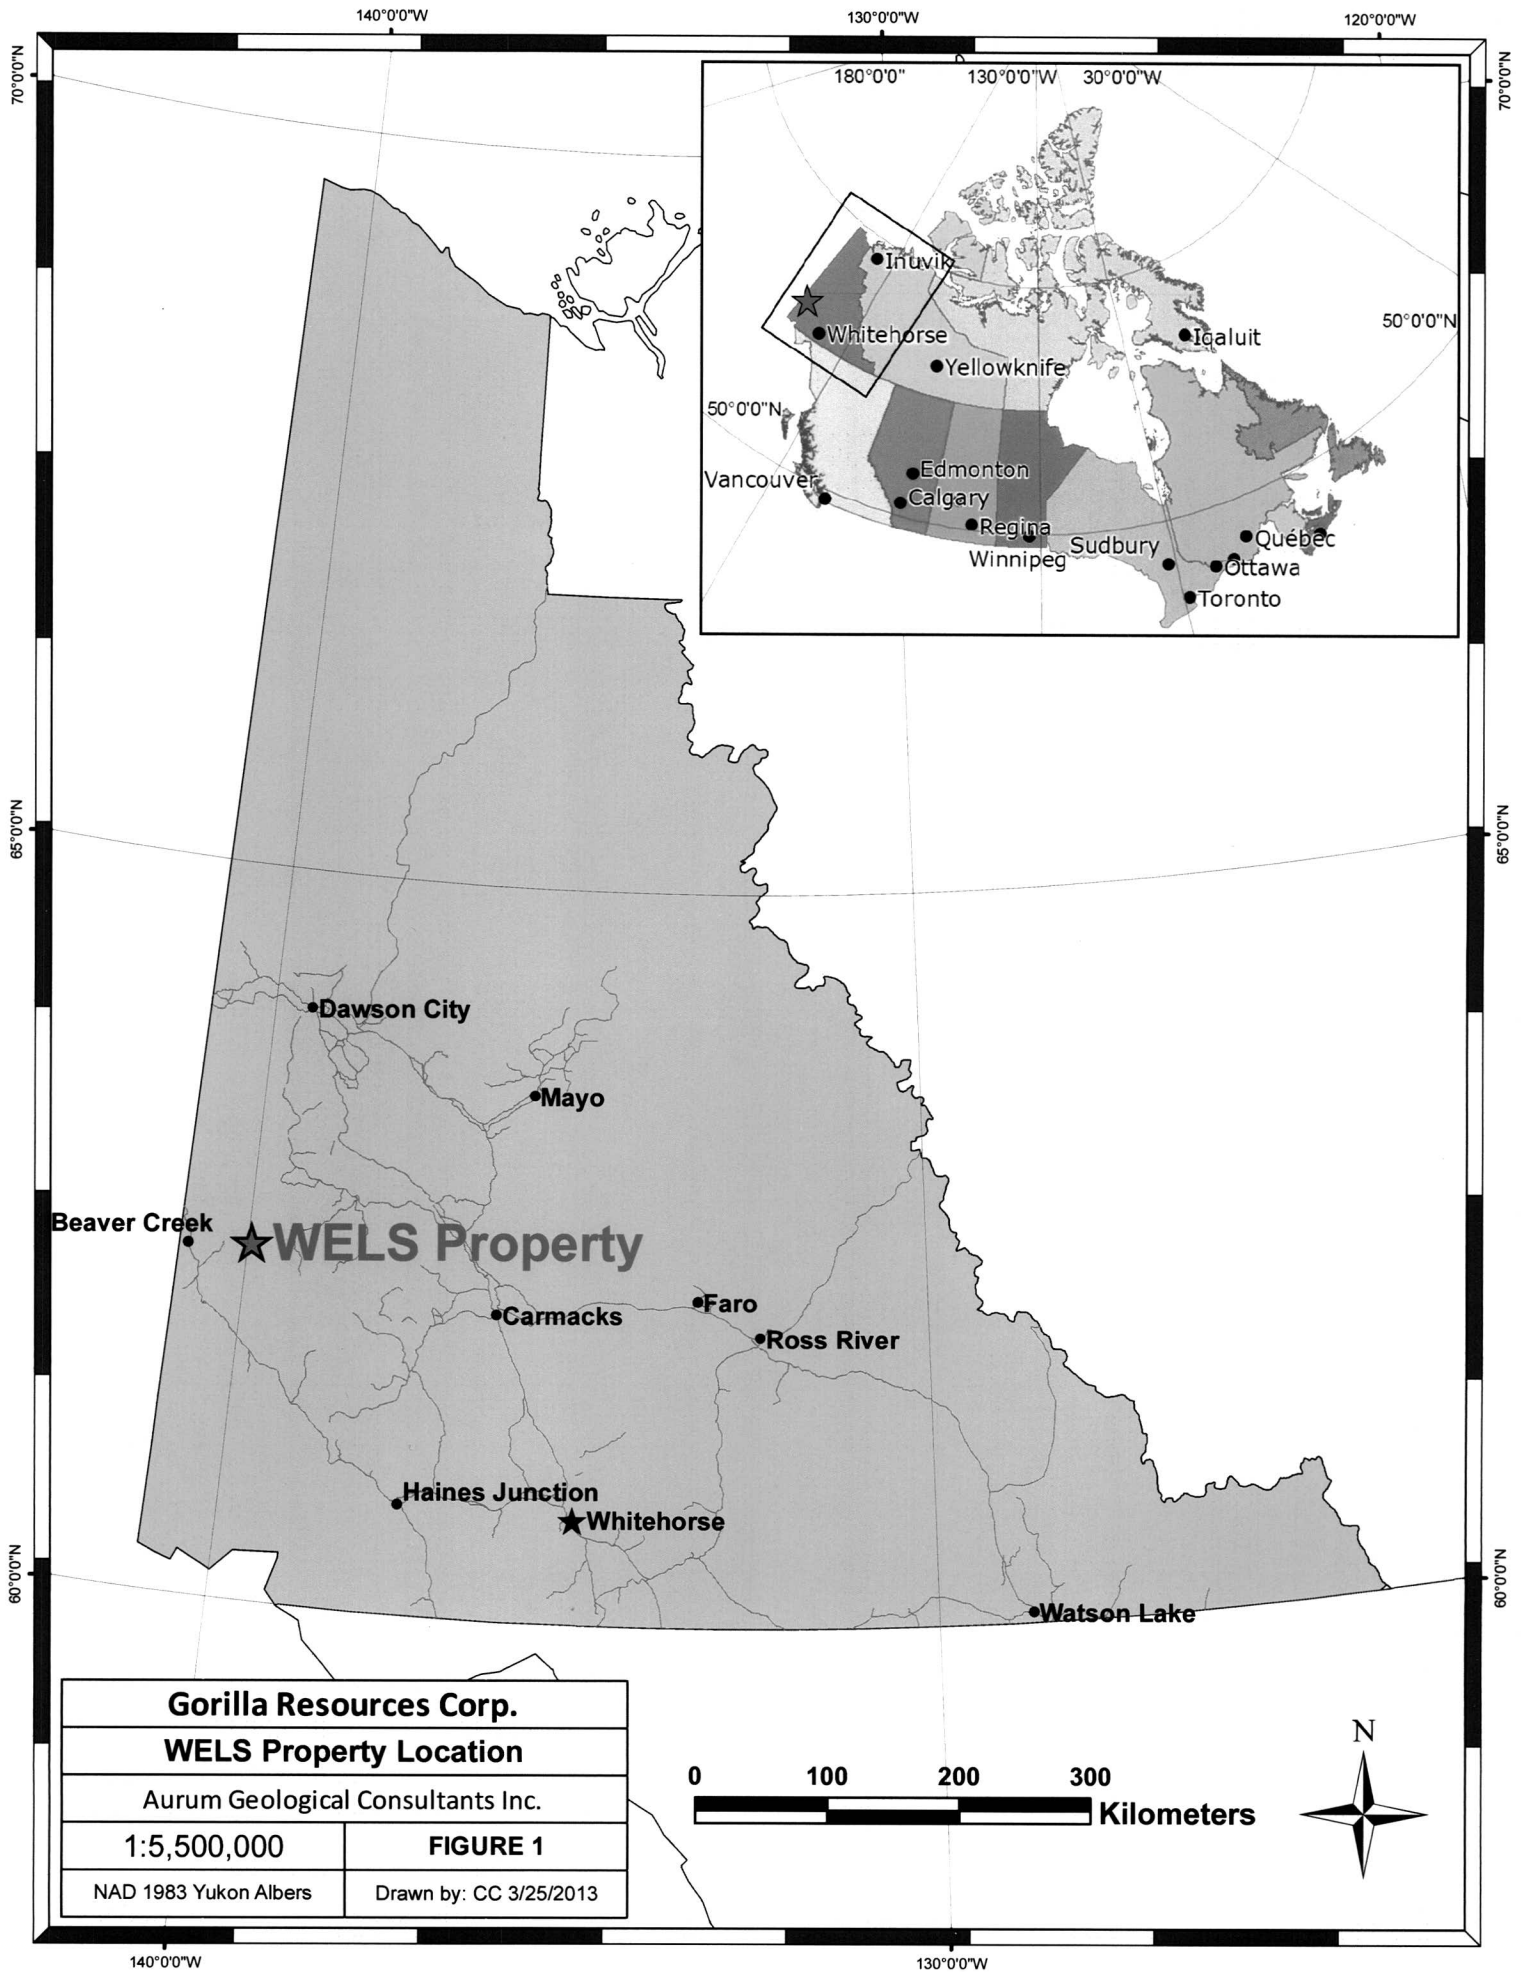 140°0'0"W
130°0'0"W
120°0'0"W
70°0'0"N
70°0'0"N
180°0'0"
130°0'0"W
30°0'0"W
Inuvik
50°0'0"N
Whitehorse
Iqaluit
Yellowknife
50°0'0"N
Edmonton
Vancouver
Calgary
Regina
Québec
Sudbury
Winnipeg
Ottawa
Toronto
65°0'0"N
65°0'0"N
Dawson City
Mayo
Beaver Creek
WELS Property
Faro
Carmacks
Ross River
Haines Junction
Whitehorse
60°0'0"N
60°0'0"N
Watson Lake
Gorilla Resources Corp.
WELS Property Location
Aurum Geological Consultants Inc.
1:5,500,000
FIGURE 1
NAD 1983 Yukon Albers
Drawn by: CC 3/25/2013
0 100 200 300
Kilometers
N
140°0'0"W
130°0'0"W